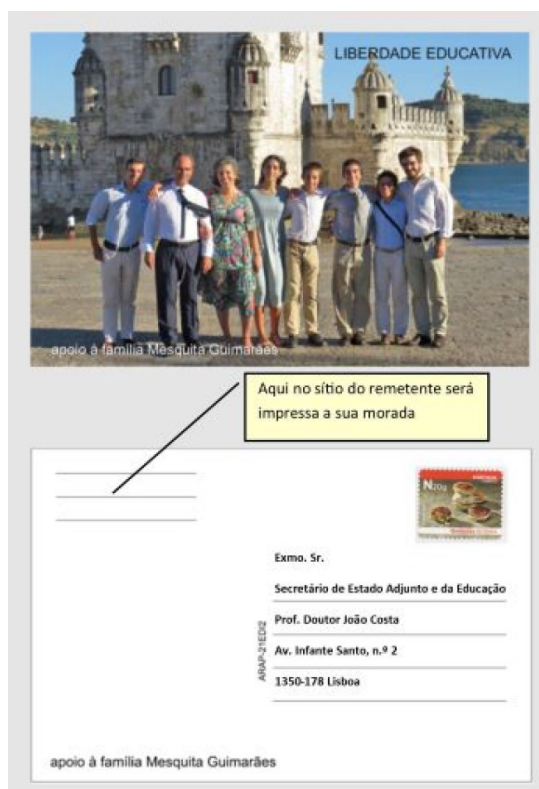 LIBERDADE EDUCATIVA
apoio à família Mesquita Guimarães
Aqui no sítio do remetente será
impressa a sua morada
N20g
Exmo. Sr.
Secretário de Estado Adjunto e da Educação
Prof. Doutor João Costa
Av. Infante Santo, n.º 2
1350-178 Lisboa
ARAP-21EDI2
apoio à família Mesquita Guimarães